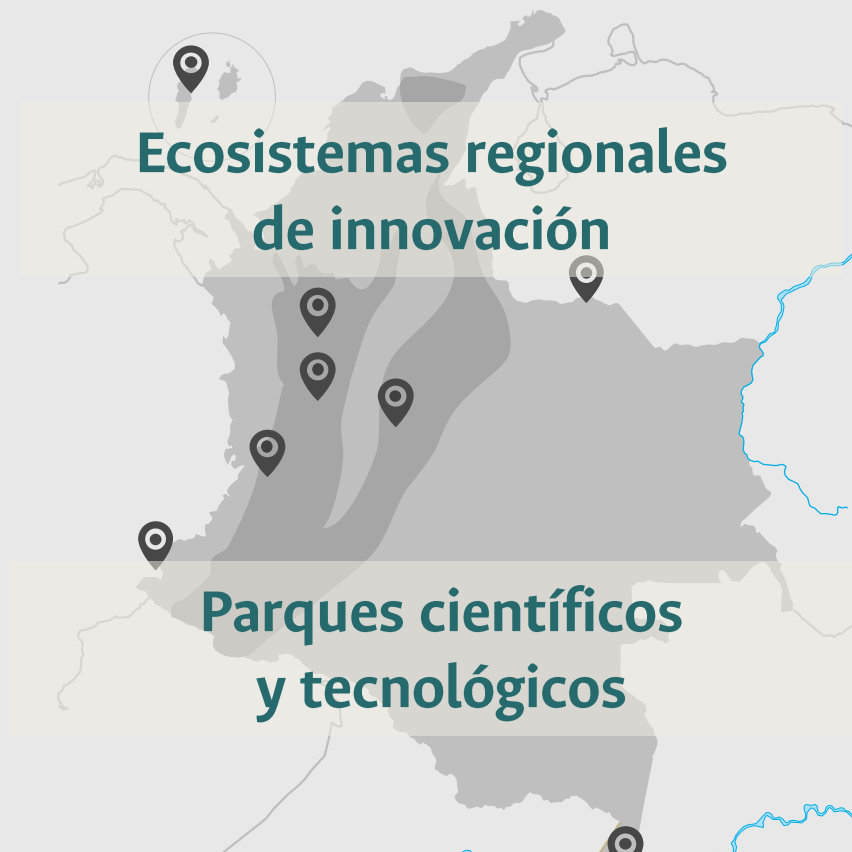 Ecosistemas regionales
de innovación
Parques científicos
y tecnológicos